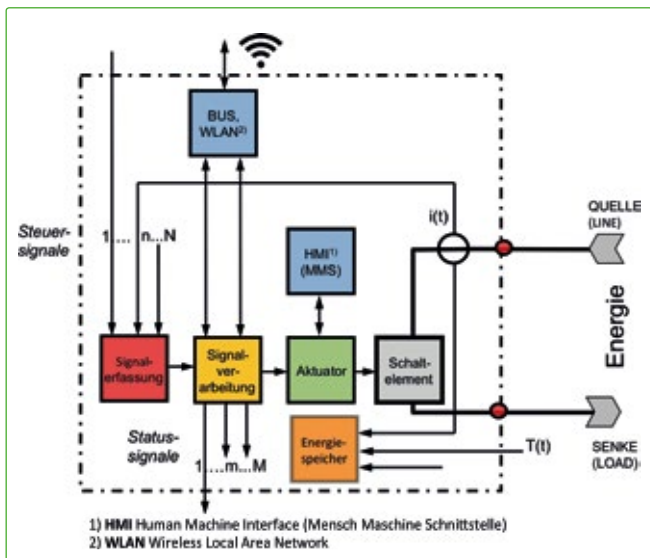 BUS,
WLAN2)
QUELLE
(LINE)
i(t)
Steuer-
signale
1.... n...N
HMI1)
(MMS)
Energie
Signal-
erfassung
Signal-
ver-
arbeitung
Aktuator
Schalt-
element
Status-
signale
Energie-
speicher
T(t)
SENKE
(LOAD)
1....m...M
1) HMI Human Machine Interface (Mensch Maschine Schnittstelle)
2) WLAN Wireless Local Area Network